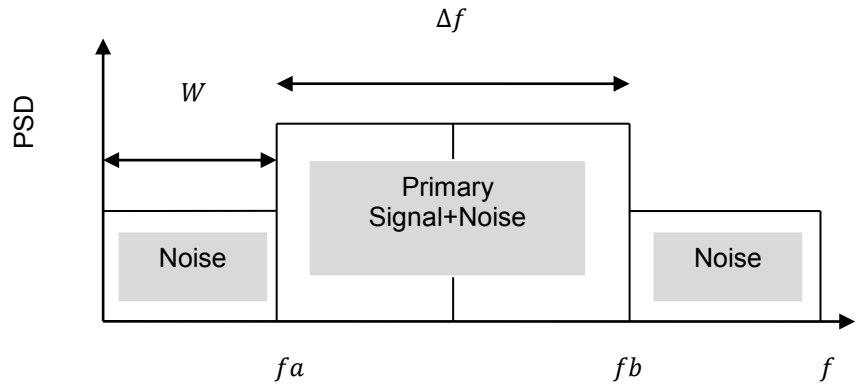 Δf
W
PSD
Primary
Signal+Noise
Noise
Noise
fa
fb
f